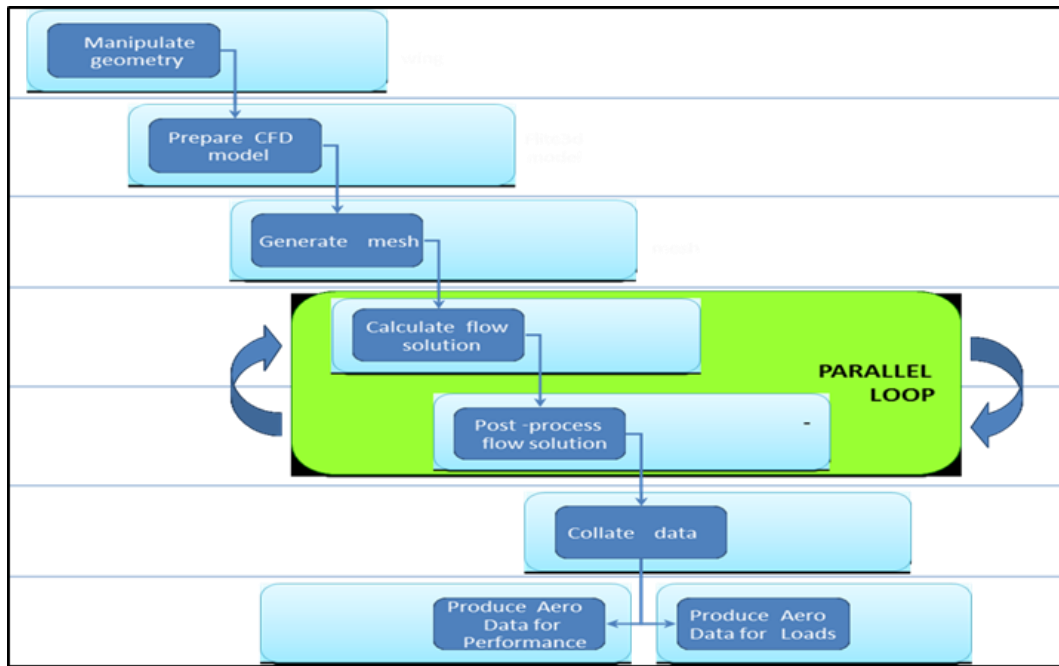 Manipulate
geometry
Prepare CFD
model
Generate mesh
Calculate flow
solution
PARALLEL
LOOP
Post -process
flow solution
-
Collate data
Produce Aero
Data for
Performance
Produce Aero
Data for Loads